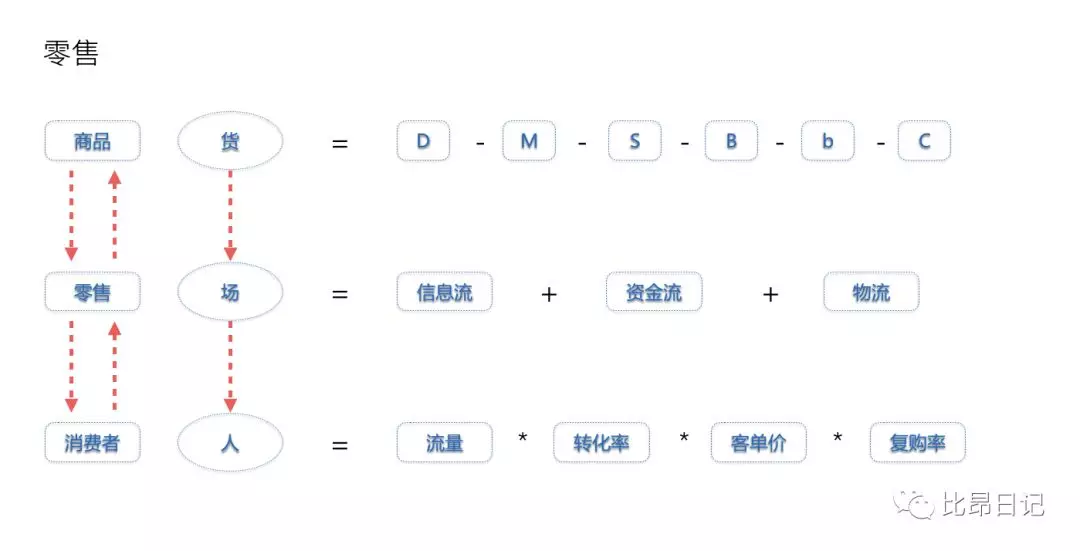 零售
商品 货 = D - M - S - B - b - C
零售 场 = 信息流 + 资金流 + 物流
消费者 人 = 流量 * 转化率 * 客单价 * 复购率
比昂日记